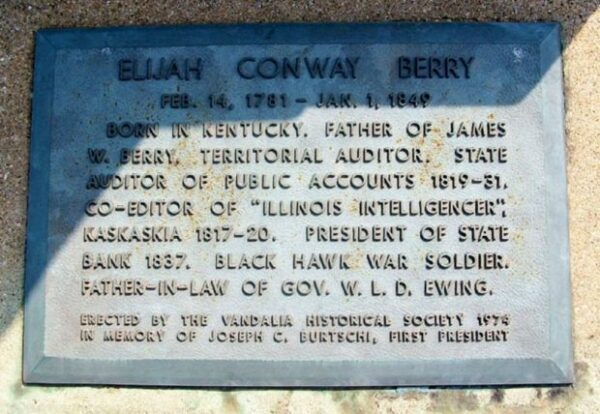 ELIJAH CONWAY BERRY
FEB. 14, 1781 – JAN. 1, 1849
BORN IN KENTUCKY. FATHER OF JAMES
W. BERRY. TERRITORIAL AUDITOR. STATE
AUDITOR OF PUBLIC ACCOUNTS 1819-31.
CO-EDITOR OF "ILLINOIS INTELLIGENCER",
KASKASKIA 1817-20. PRESIDENT OF STATE
BANK 1837. BLACK HAWK WAR SOLDIER.
FATHER-IN-LAW OF GOV. W. L. D. EWING.
ERECTED BY THE VANDALIA HISTORICAL SOCIETY 1974
IN MEMORY OF JOSEPH C. BURTSCHI, FIRST PRESIDENT